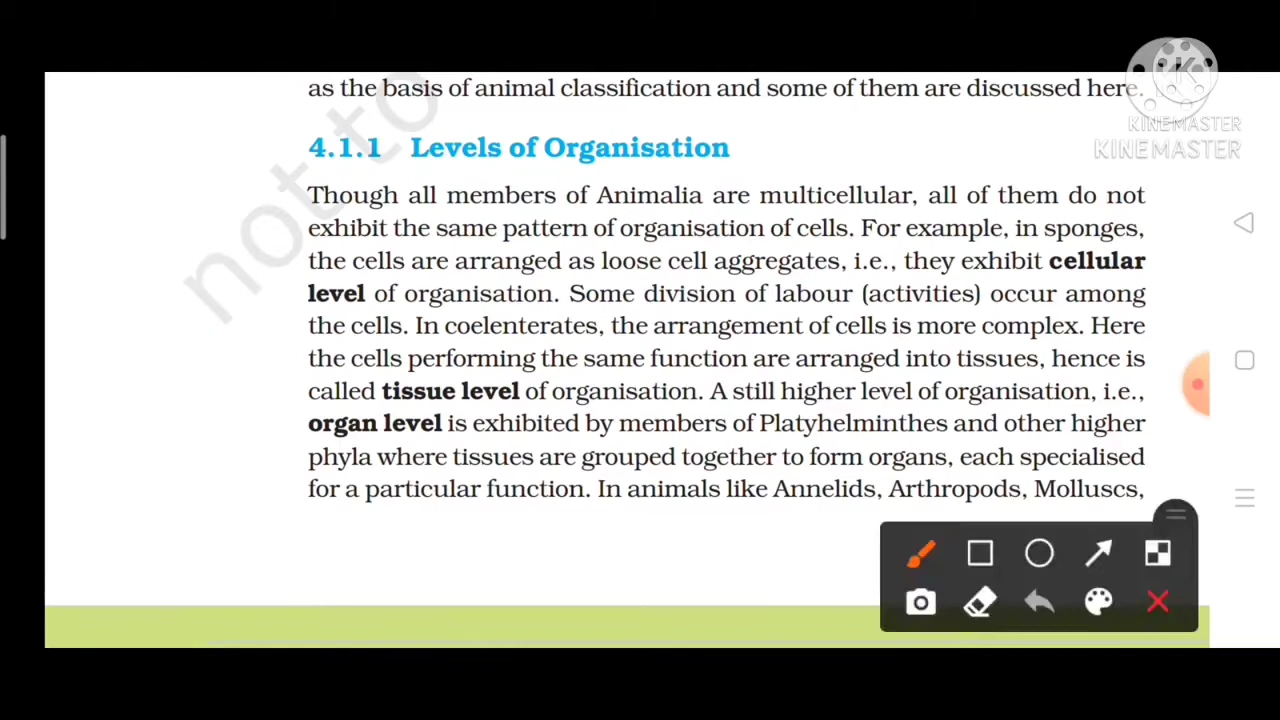 as the basis of animal classification and some of them are discussed here.
KINEMASTER
KINEMASTER
4.1.1 Levels of Organisation
Though all members of Animalia are multicellular, all of them do not
exhibit the same pattern of organisation of cells. For example, in sponges,
the cells are arranged as loose cell aggregates, i.e., they exhibit cellular
level of organisation. Some division of labour (activities) occur among
the cells. In coelenterates, the arrangement of cells is more complex. Here
the cells performing the same function are arranged into tissues, hence is
called tissue level of organisation. A still higher level of organisation, i.e.,
organ level is exhibited by members of Platyhelminthes and other higher
phyla where tissues are grouped together to form organs, each specialised
for a particular function. In animals like Annelids, Arthropods, Molluscs,
not to